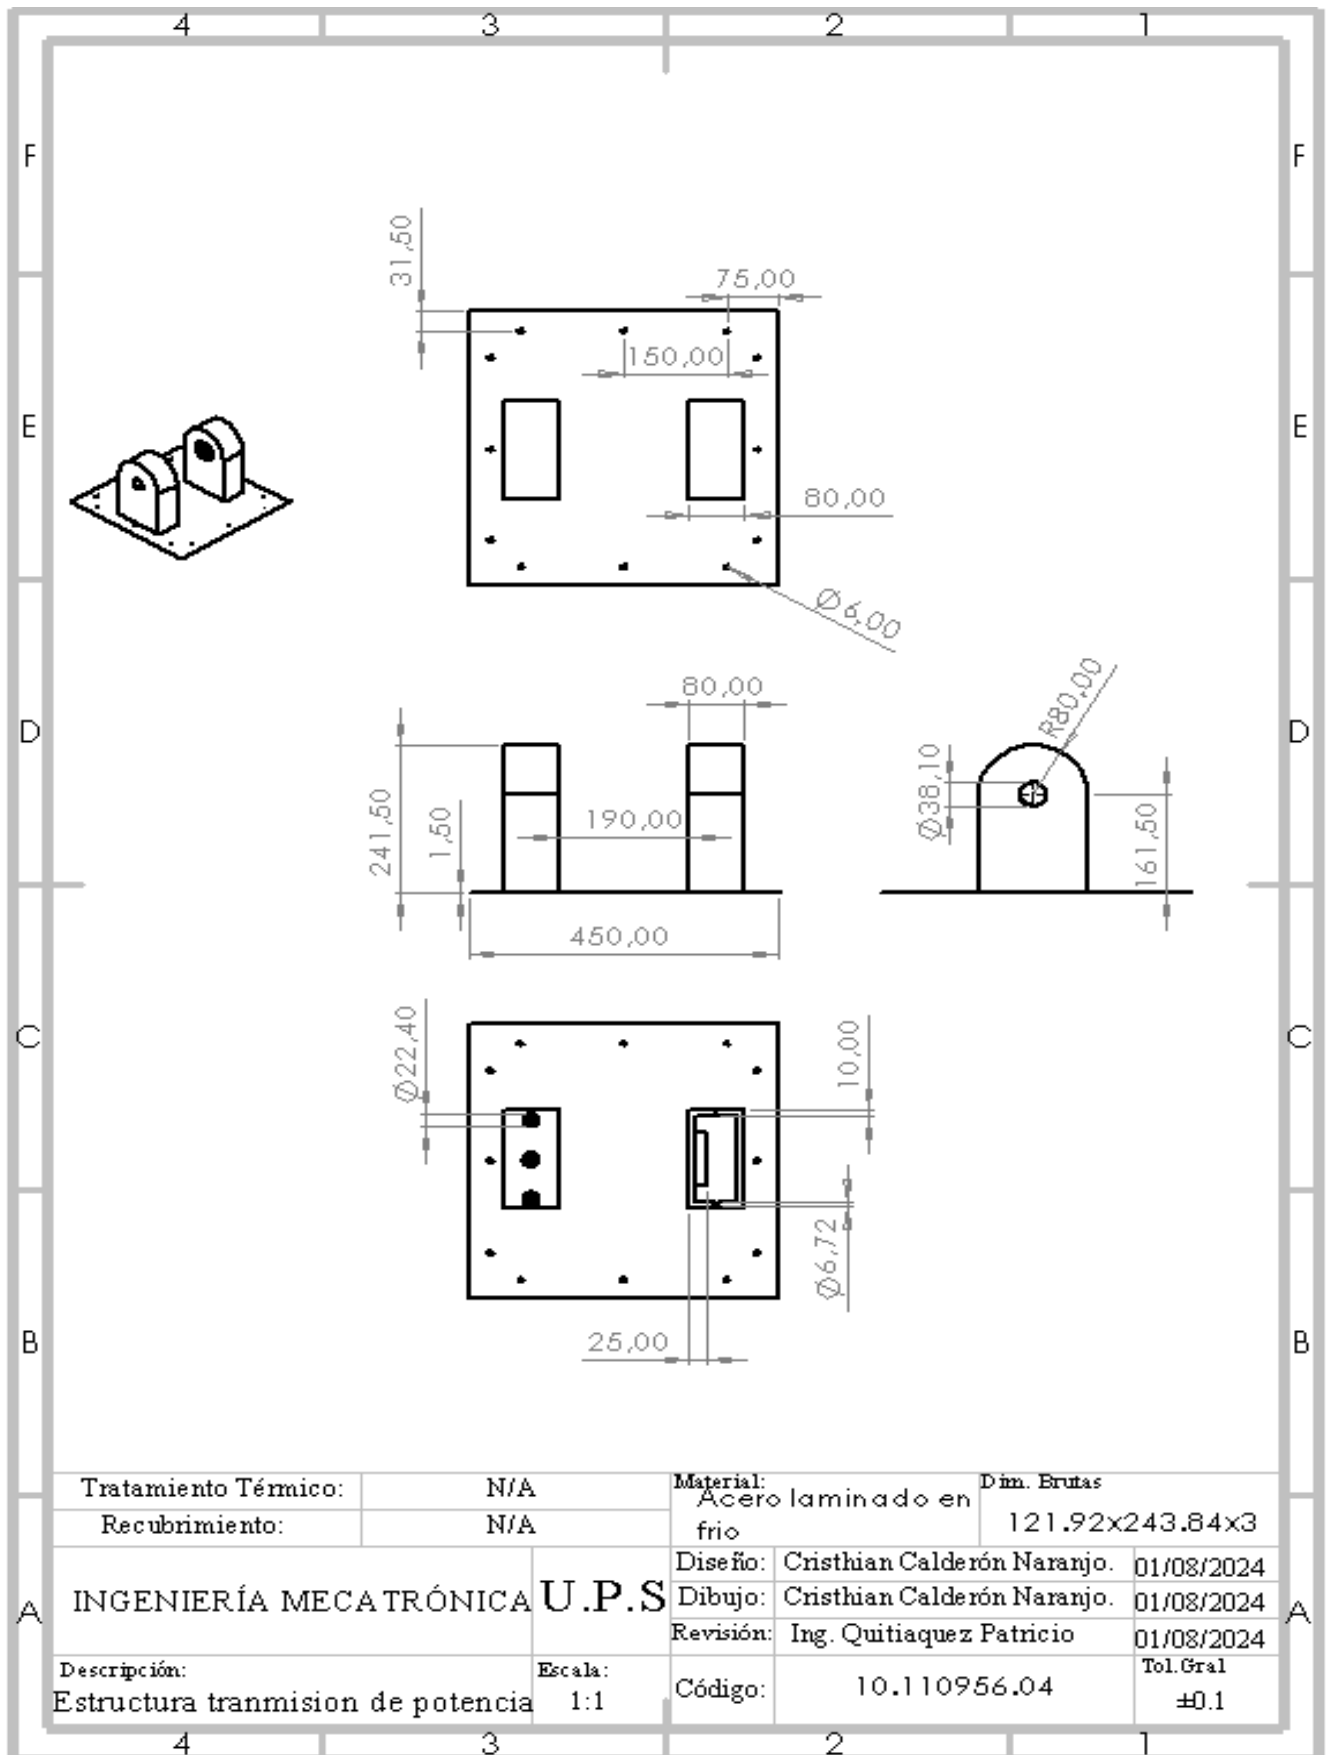 4 3 2 1
F F
31,50
75,00
150,00
E E
80,00
Ø6,00
80,00
R80,00
D D
Ø38,10
241,50
1,50
190,00
161,50
450,00
Ø22,40
10,00
C C
Ø6,72
25,00
B B
Tratamiento Térmico: N/A
Recubrimiento: N/A
Material:
Acero laminado en
frio
Dim. Brutas
121.92x243.84x3
INGENIERÍA MECATRÓNICA U.P.S
Diseño: Cristhian Calderón Naranjo. 01/08/2024
Dibujo: Cristhian Calderón Naranjo. 01/08/2024
Revisión: Ing. Quitiaquez Patricio 01/08/2024
A A
Descripción:
Estructura tranmision de potencia
Escala:
1:1
Código: 10.110956.04
Tol.Gral
±0.1
4 3 2 1